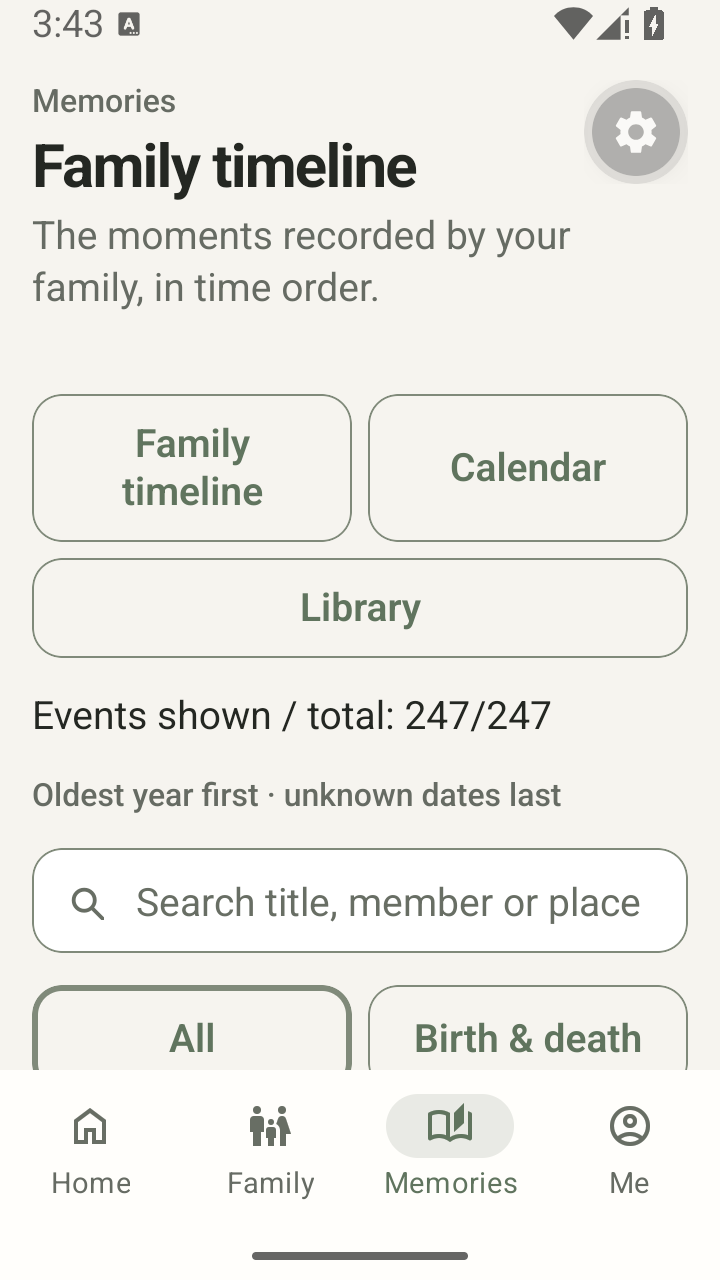 3:43
Memories
Family timeline
The moments recorded by your
family, in time order.
Family
timeline
Calendar
Library
Events shown / total: 247/247
Oldest year first · unknown dates last
Search title, member or place
All
Birth & death
Home
Family
Memories
Me